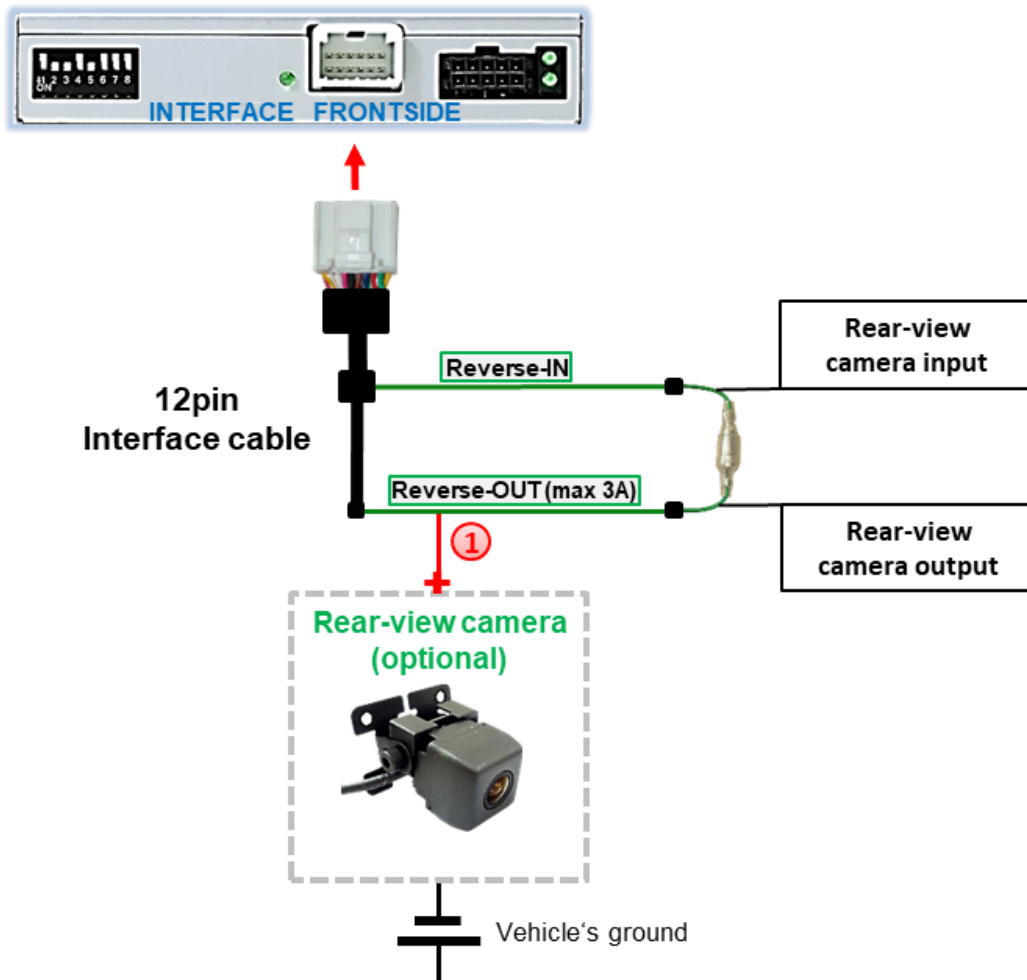 1 2 3 4 5 6 7 8
ON
INTERFACE FRONTSIDE
Rear-view
camera input
Reverse-IN
12pin
Interface cable
Reverse-OUT (max 3A)
Rear-view
camera output
1
+
Rear-view camera
(optional)
Vehicle‘s ground